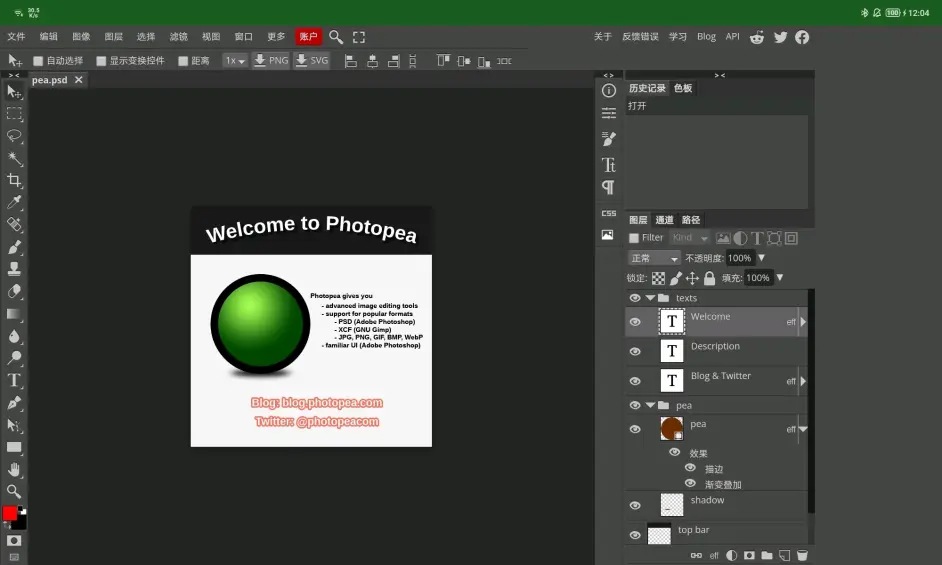 30.5
K/s
100
12:04
文件 编辑 图像 图层 选择 滤镜 视图 窗口 更多 账户
关于 反馈错误 学习 Blog API
自动选择 显示变换控件 距离 1x PNG SVG
pea.psd
Welcome to Photopea
Photopea gives you
- advanced image editing tools
- support for popular formats
- PSD (Adobe Photoshop)
- XCF (GNU Gimp)
- JPG, PNG, GIF, BMP, WebP
- familiar UI (Adobe Photoshop)
Blog: blog.photopea.com
Twitter: @photopeacom
CSS
历史记录 色板
打开
图层 通道 路径
Filter Kind
正常 不透明度: 100%
锁定: 填充: 100%
texts
Welcome eff
Description
Blog & Twitter eff
pea
pea eff
效果
描边
渐变叠加
shadow
top bar
eff